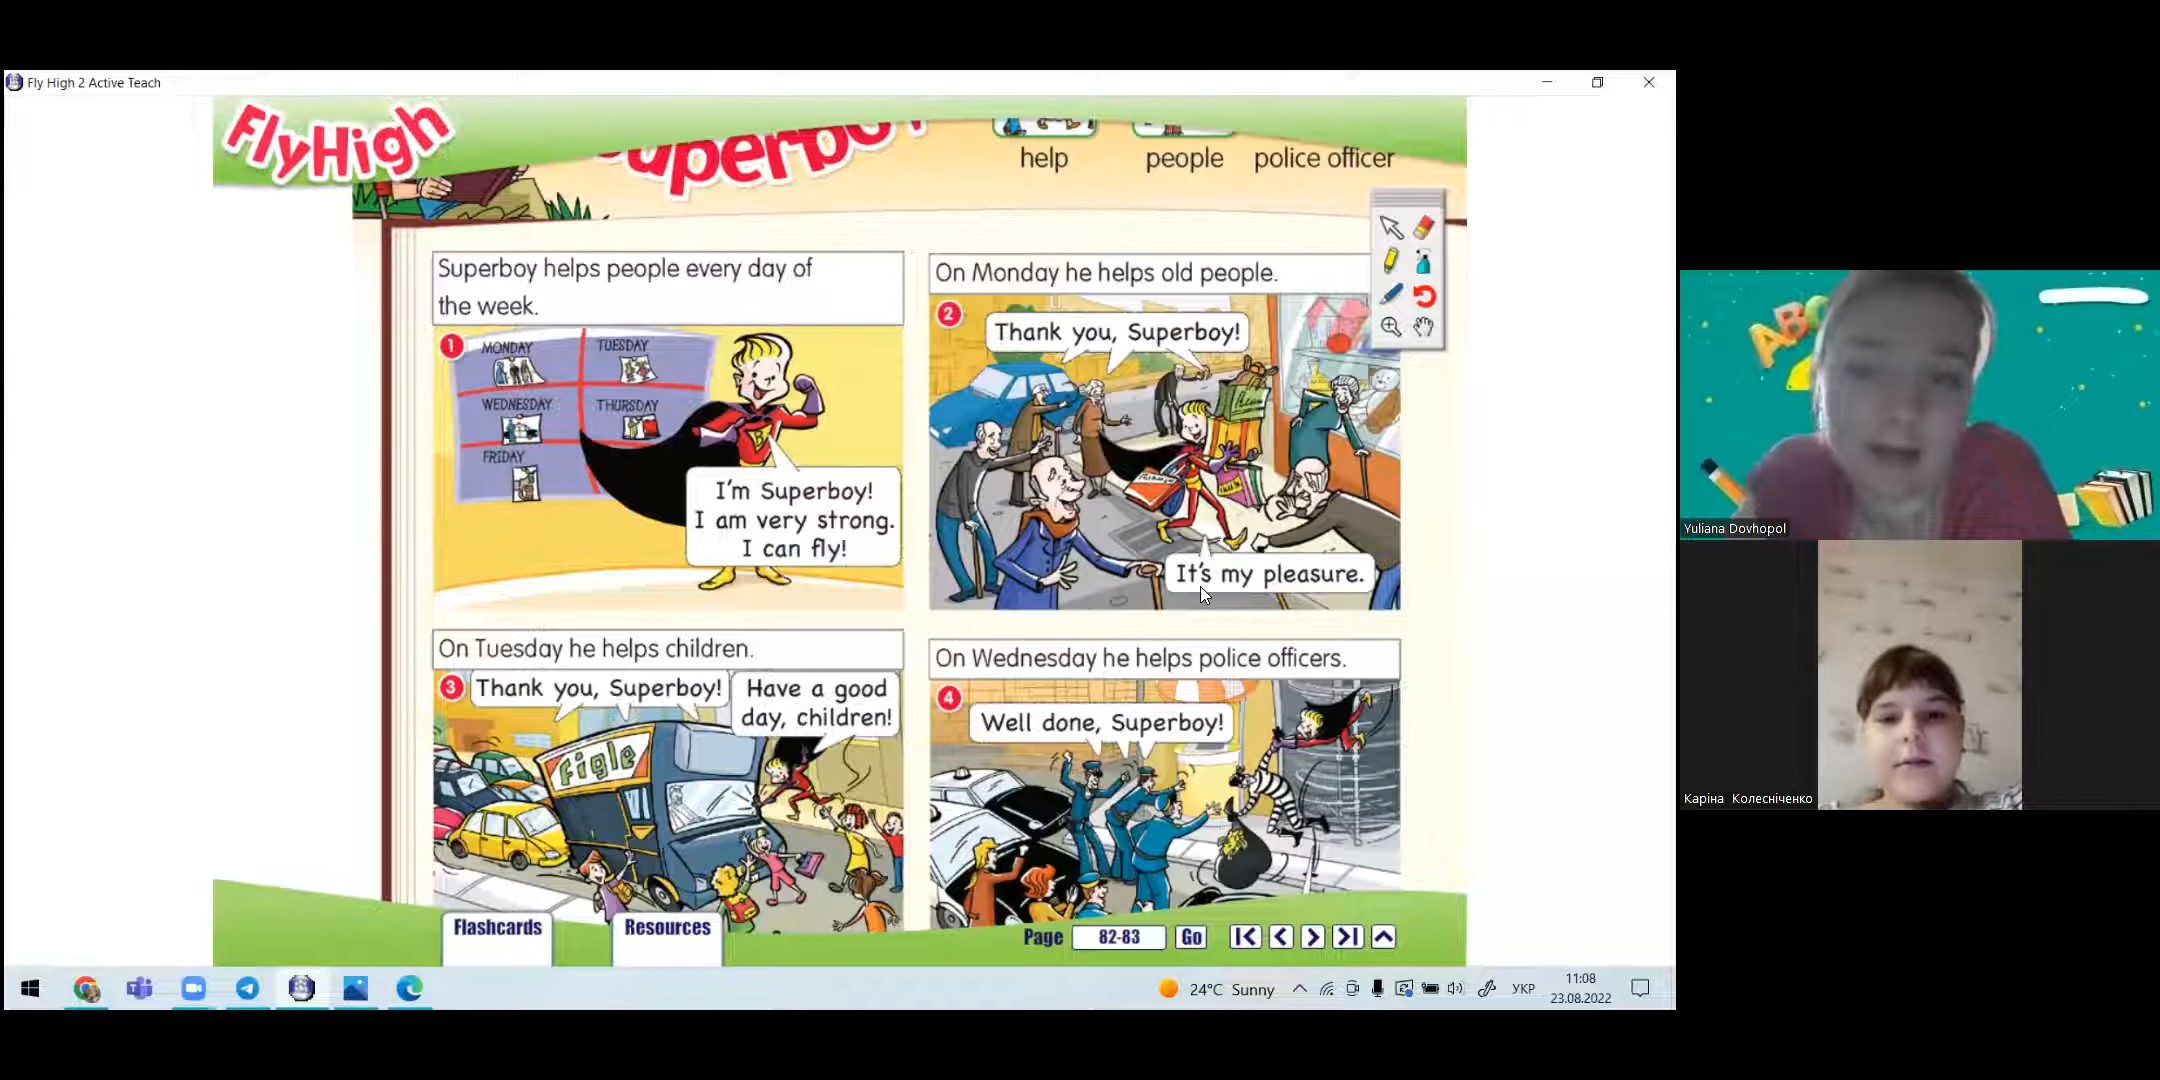 Fly High 2 Active Teach
FlyHigh
Superboy
help
people
police officer
Superboy helps people every day of
the week.
1
MONDAY
TUESDAY
WEDNESDAY
THURSDAY
FRIDAY
I'm Superboy!
I am very strong.
I can fly!
On Monday he helps old people.
2
Thank you, Superboy!
It's my pleasure.
On Tuesday he helps children.
3
Thank you, Superboy!
Have a good
day, children!
figle
On Wednesday he helps police officers.
4
Well done, Superboy!
Flashcards
Resources
Page
82-83
Go
24°C Sunny
УКР
11:08
23.08.2022
ABC
Yuliana Dovhopol
Каріна Колесніченко